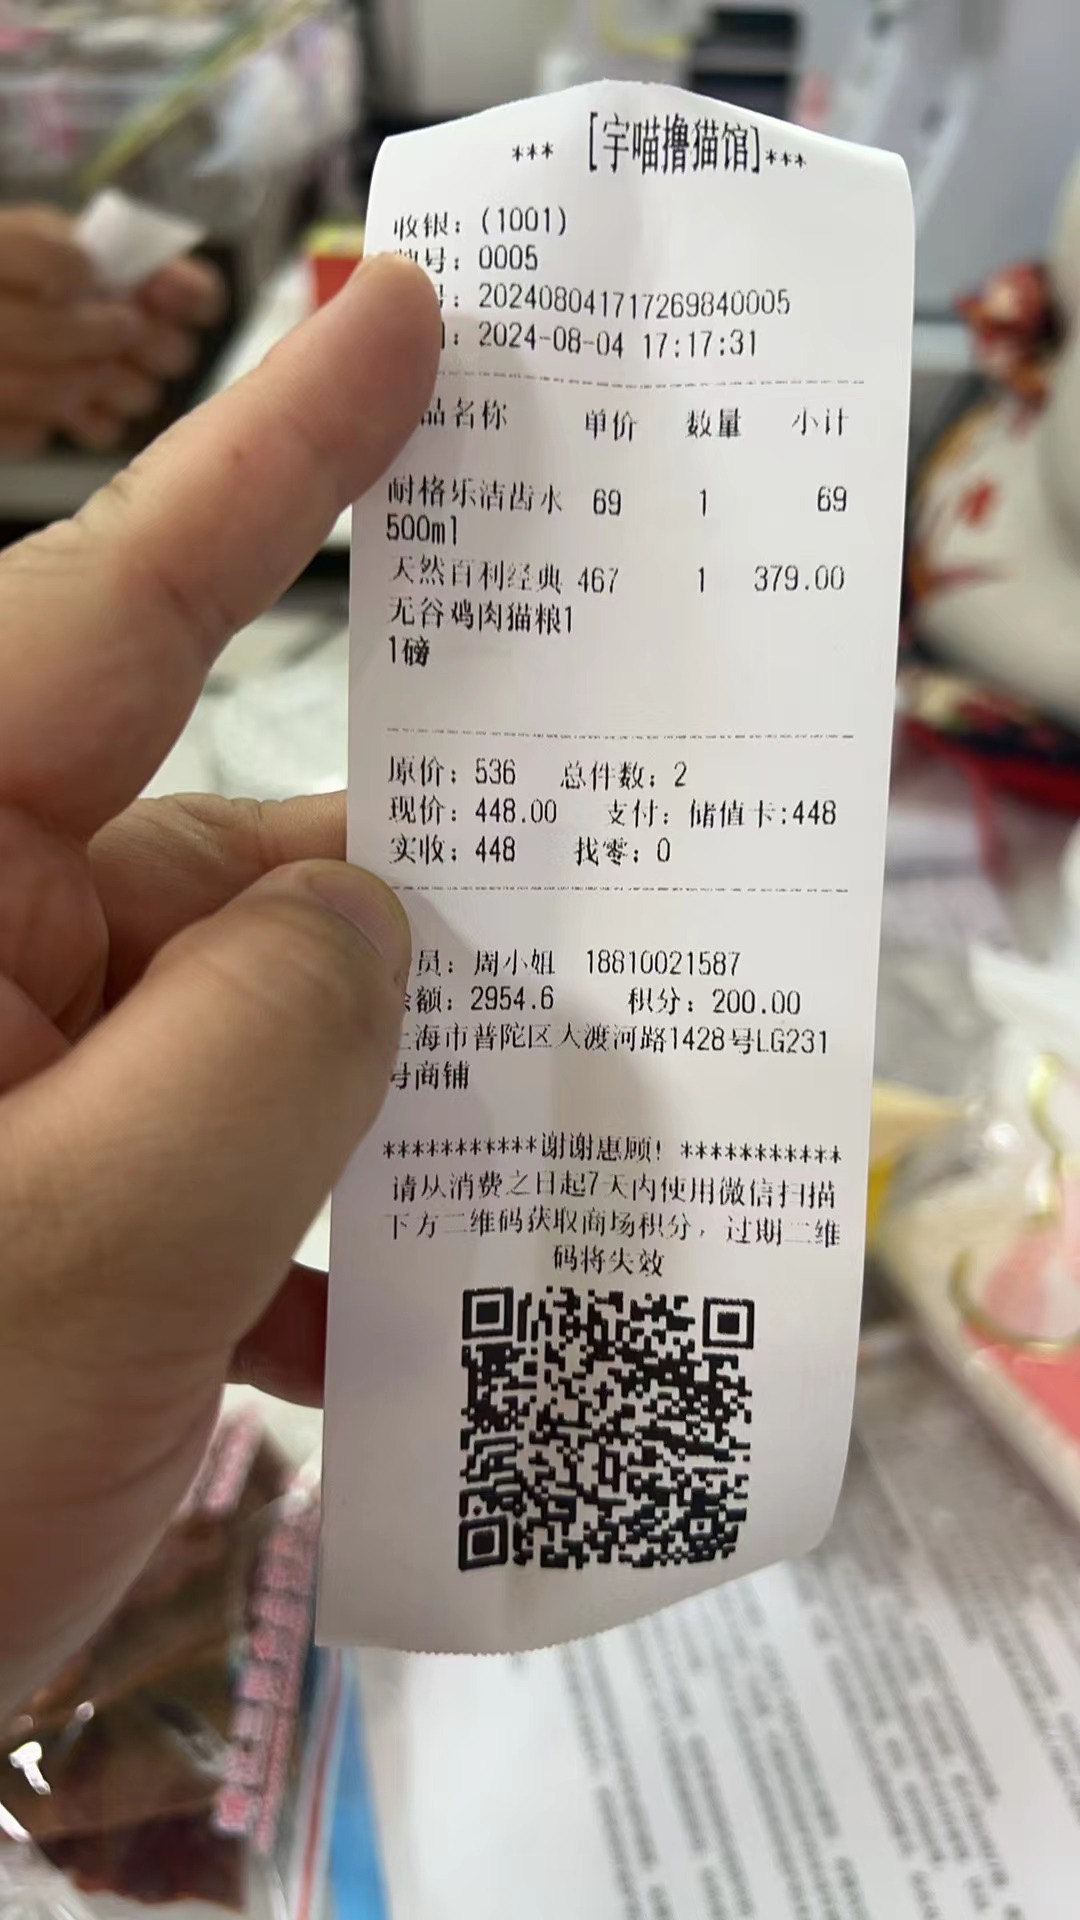 *** [宇喵撸猫馆]***
收银：(1001)
号：0005
：202408041717269840005
：2024-08-04 17:17:31
品名称 单价 数量 小计
耐格乐洁齿水 69 1 69
500ml
天然百利经典 467 1 379.00
无谷鸡肉猫粮1
1磅
原价：536 总件数：2
现价：448.00 支付：储值卡:448
实收：448 找零：0
员：周小姐 18810021587
额：2954.6 积分：200.00
上海市普陀区大渡河路1428号LG231
号商铺
***********谢谢惠顾! ***********
请从消费之日起7天内使用微信扫描
下方二维码获取商场积分，过期二维
码将失效